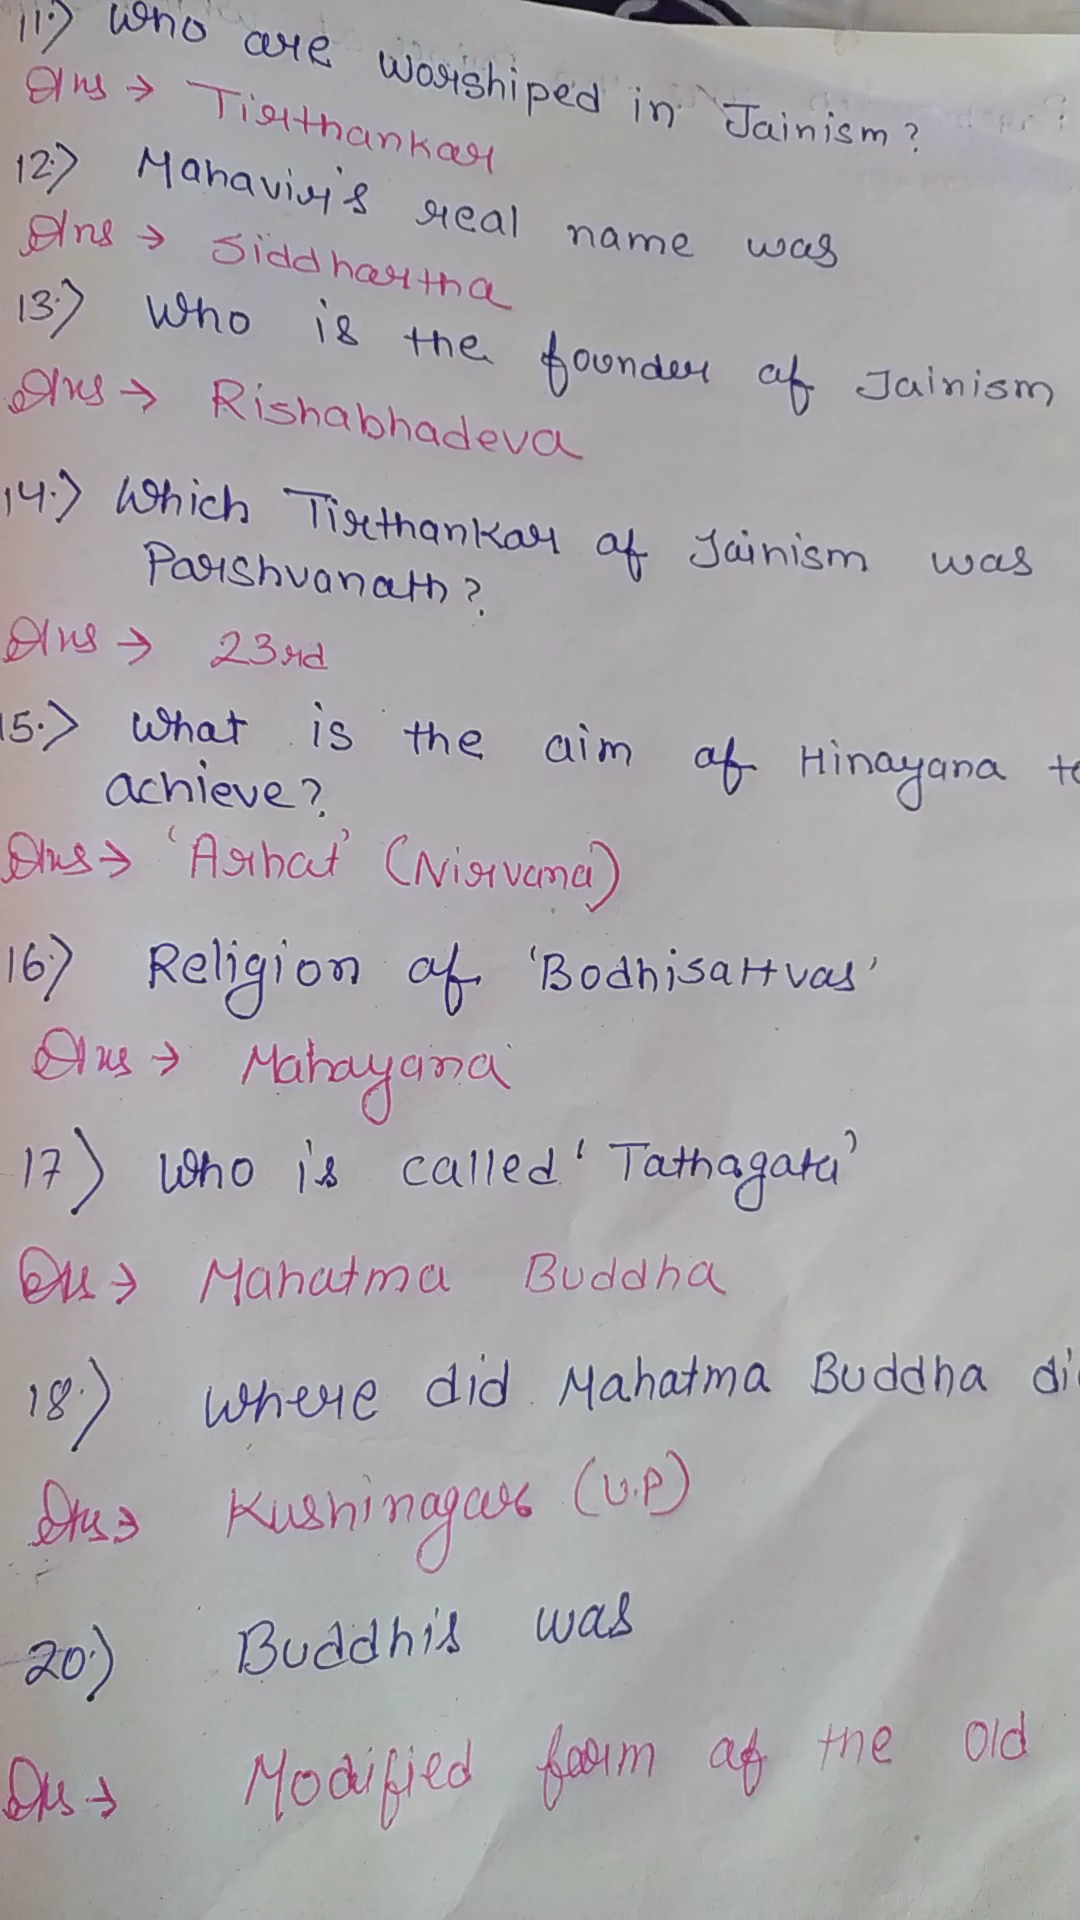 11.) Who are worshiped in Jainism?
Ans → Tirthankar
12.) Mahavir's real name was
Ans → Siddhartha
13.) Who is the founder of Jainism
Ans → Rishabhadeva
14.) Which Tirthankar of Jainism was
Parshvanath?
Ans → 23rd
15.) What is the aim of Hinayana to
achieve?
Ans → 'Arhat' (Nirvana)
16.) Religion of 'Bodhisattvas'
Ans → Mahayana
17) Who is called 'Tathagata'
Ans → Mahatma Buddha
18.) Where did Mahatma Buddha di
Ans → Kushinagar (U.P)
20.) Buddhis was
Ans → Modified form of the old